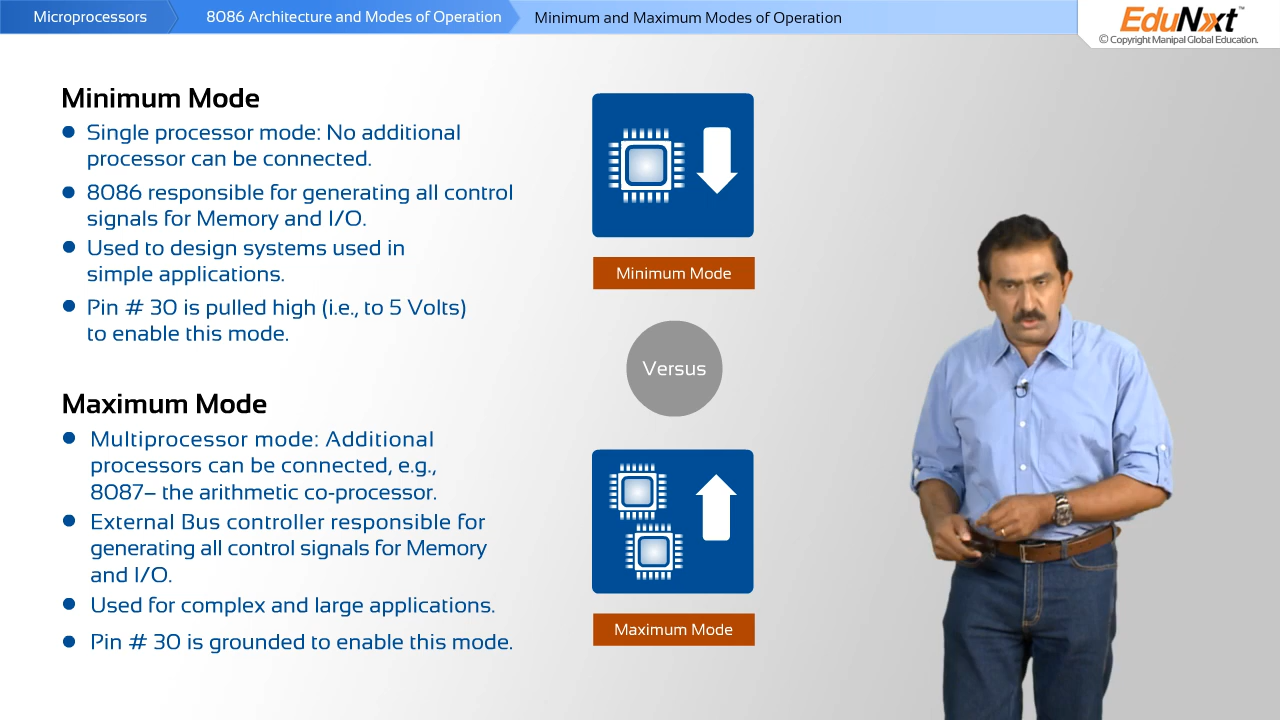 Microprocessors
8086 Architecture and Modes of Operation
Minimum and Maximum Modes of Operation
EduNxt™
© Copyright Manipal Global Education.
Minimum Mode
Single processor mode: No additional
processor can be connected.
8086 responsible for generating all control
signals for Memory and I/O.
Used to design systems used in
simple applications.
Pin # 30 is pulled high (i.e., to 5 Volts)
to enable this mode.
Maximum Mode
Multiprocessor mode: Additional
processors can be connected, e.g.,
8087– the arithmetic co-processor.
External Bus controller responsible for
generating all control signals for Memory
and I/O.
Used for complex and large applications.
Pin # 30 is grounded to enable this mode.
Minimum Mode
Versus
Maximum Mode